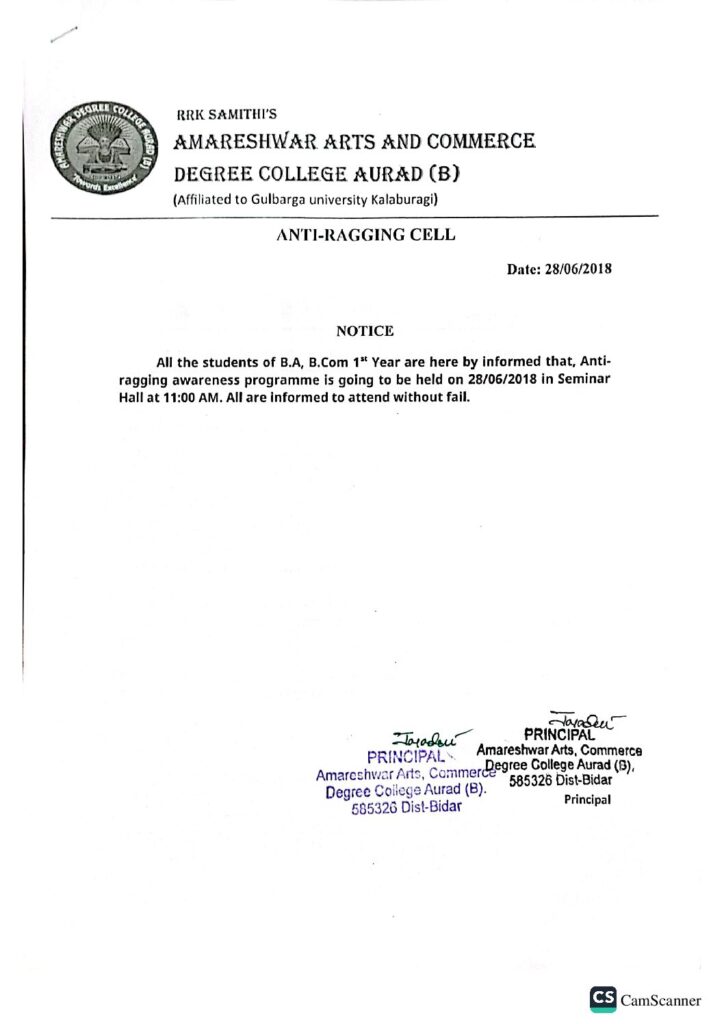 AMARESHWAR DEGREE COLLEGE AURAD (B)
"Towards Excellence"
RRK SAMITHI'S
AMARESHWAR ARTS AND COMMERCE
DEGREE COLLEGE AURAD (B)
(Affiliated to Gulbarga university Kalaburagi)
ANTI-RAGGING CELL
Date: 28/06/2018
NOTICE
All the students of B.A, B.Com 1st Year are here by informed that, Anti-
ragging awareness programme is going to be held on 28/06/2018 in Seminar
Hall at 11:00 AM. All are informed to attend without fail.
PRINCIPAL
Amareshwar Arts, Commerce
Degree College Aurad (B).
585326 Dist-Bidar
PRINCIPAL
Amareshwar Arts, Commerce
Degree College Aurad (B),
585326 Dist-Bidar
Principal
CS CamScanner